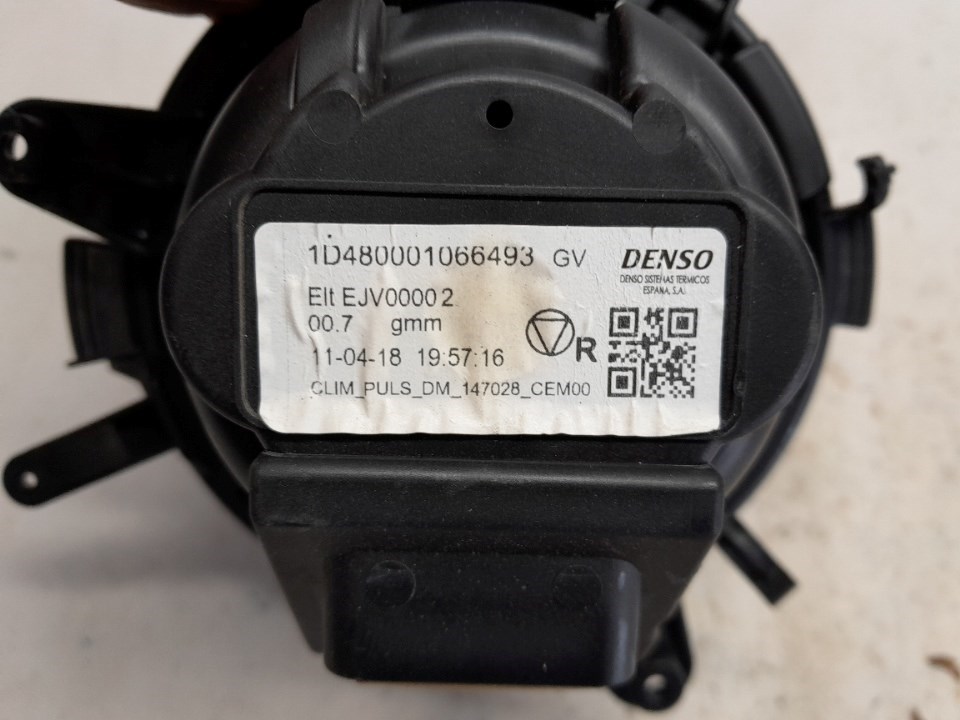 1D480001066493 GV DENSO
DENSO SISTEMAS TERMICOS
ESPAÑA, S.A.
Elt EJV00002
00.7 gmm
R
11-04-18 19:57:16
CLIM_PULS_DM_147028_CEM00